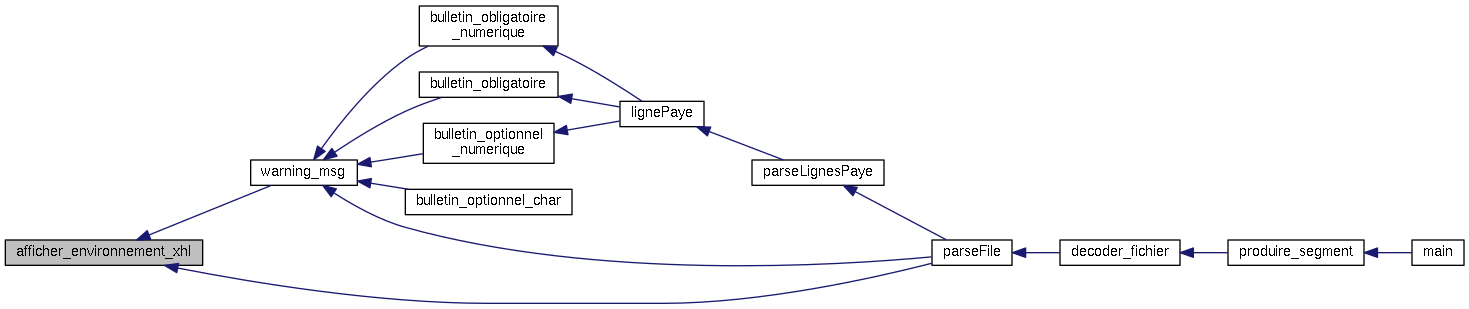 bulletin_obligatoire
_numerique
bulletin_obligatoire
lignePaye
bulletin_optionnel
_numerique
warning_msg
parseLignesPaye
bulletin_optionnel_char
afficher_environnement_xhl
parseFile
decoder_fichier
produire_segment
main